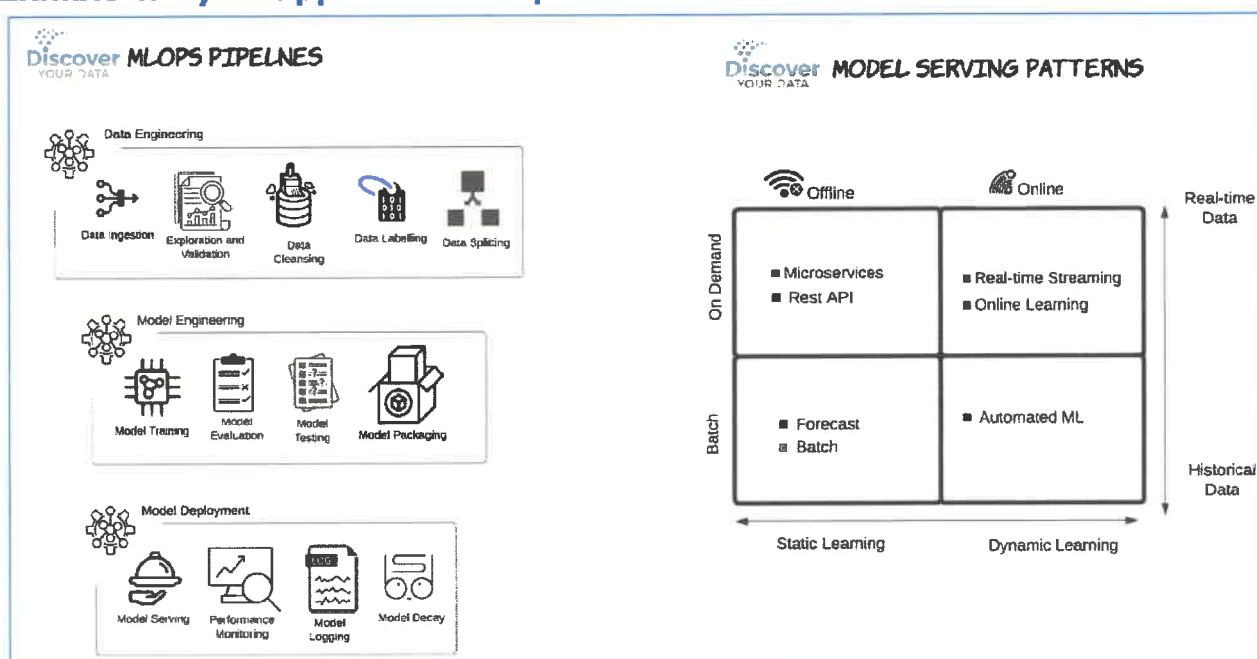 Discover MLOPS PIPELNES
YOUR DATA
Data Engineering
Data Ingestion
Exploration and
Validation
Data
Cleansing
Data Labelling
Data Splitting
Model Engineering
Model Training
Model
Evaluation
Model
Testing
Model Packaging
Model Deployment
Model Serving
Performance
Monitoring
LOG
Model
Logging
Model Decay
Discover MODEL SERVING PATTERNS
YOUR DATA
Offline
Online
Real-time
Data
On Demand
Microservices
Rest API
Real-time Streaming
Online Learning
Batch
Forecast
Batch
Automated ML
Historical
Data
Static Learning
Dynamic Learning